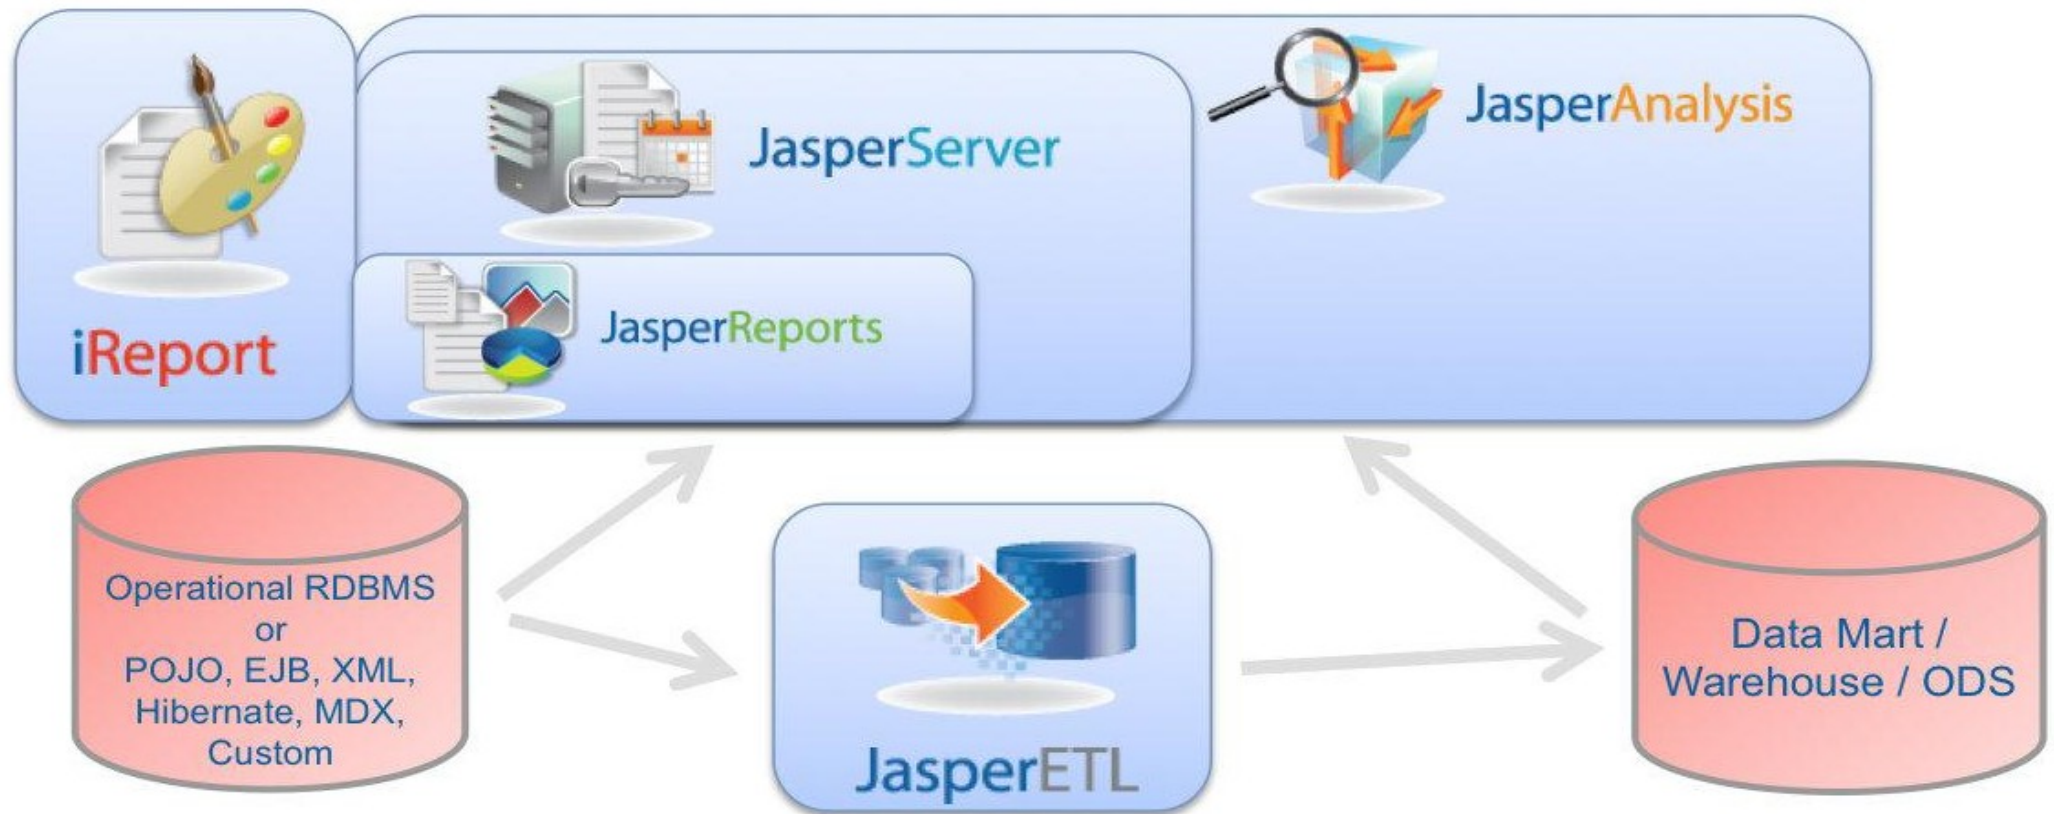 iReport
JasperServer
JasperAnalysis
JasperReports
Operational RDBMS
or
POJO, EJB, XML,
Hibernate, MDX,
Custom
JasperETL
Data Mart /
Warehouse / ODS